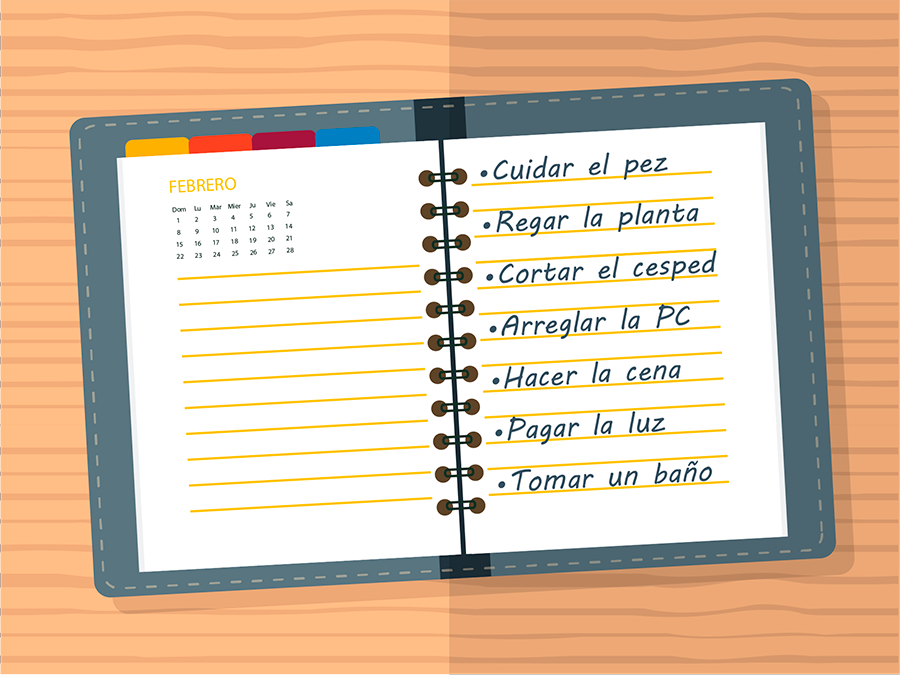 FEBRERO
Dom Lu Mar Mier Ju Vie Sa
1 2 3 4 5 6 7
8 9 10 11 12 13 14
15 16 17 18 19 20 21
22 23 24 25 26 27 28
•Cuidar el pez
•Regar la planta
•Cortar el cesped
•Arreglar la PC
•Hacer la cena
•Pagar la luz
•Tomar un baño